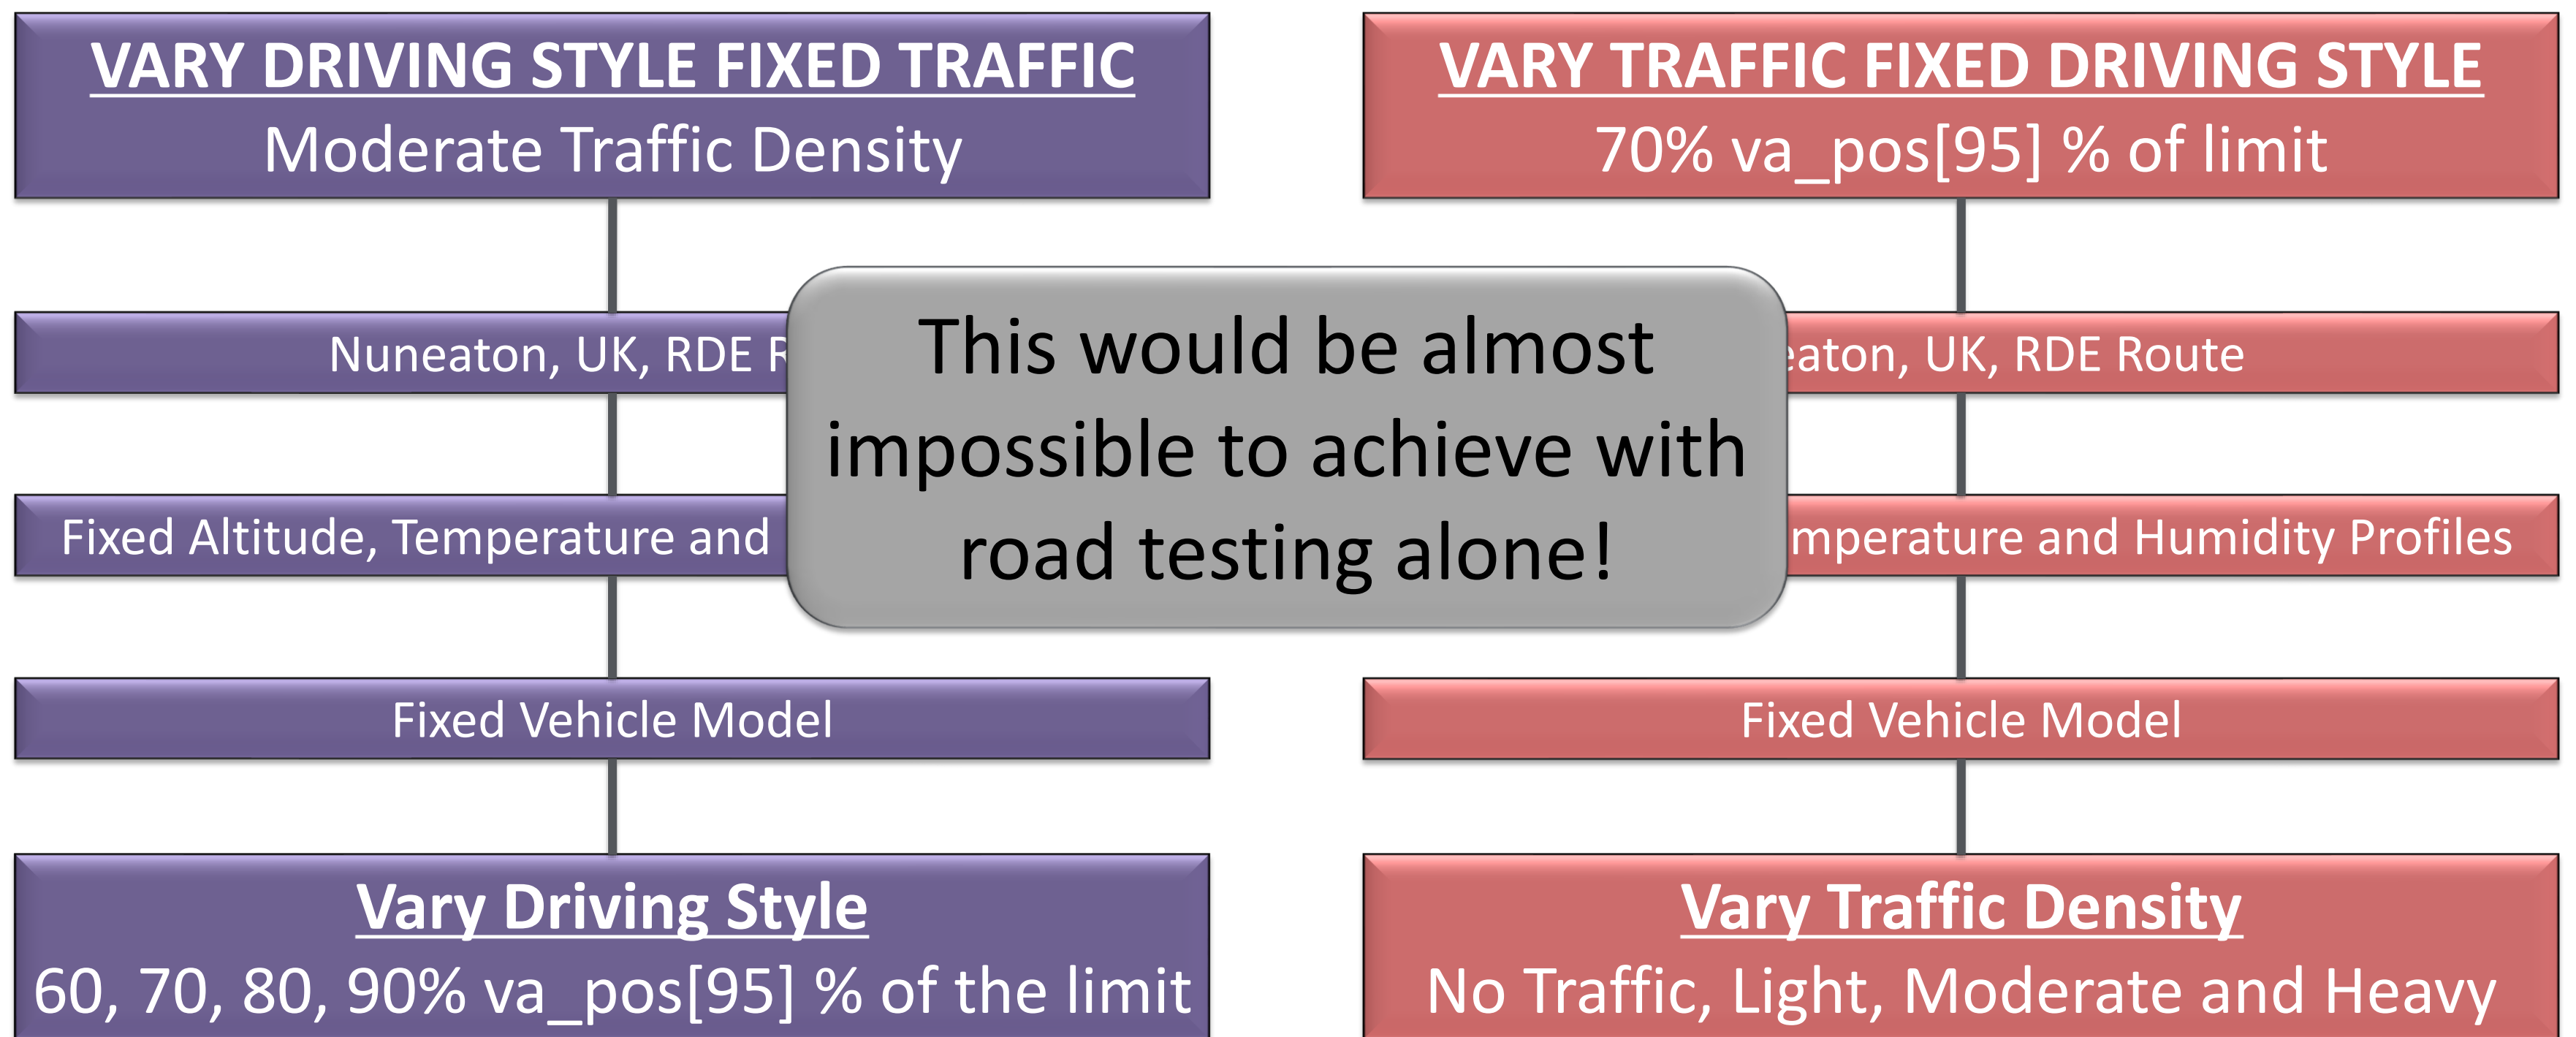 VARY DRIVING STYLE FIXED TRAFFIC
Moderate Traffic Density
Nuneaton, UK, RDE
Fixed Altitude, Temperature and
Fixed Vehicle Model
Vary Driving Style
60, 70, 80, 90% va_pos[95] % of the limit
This would be almost
impossible to achieve with
road testing alone!
VARY TRAFFIC FIXED DRIVING STYLE
70% va_pos[95] % of limit
UK, RDE Route
and Humidity Profiles
Fixed Vehicle Model
Vary Traffic Density
No Traffic, Light, Moderate and Heavy